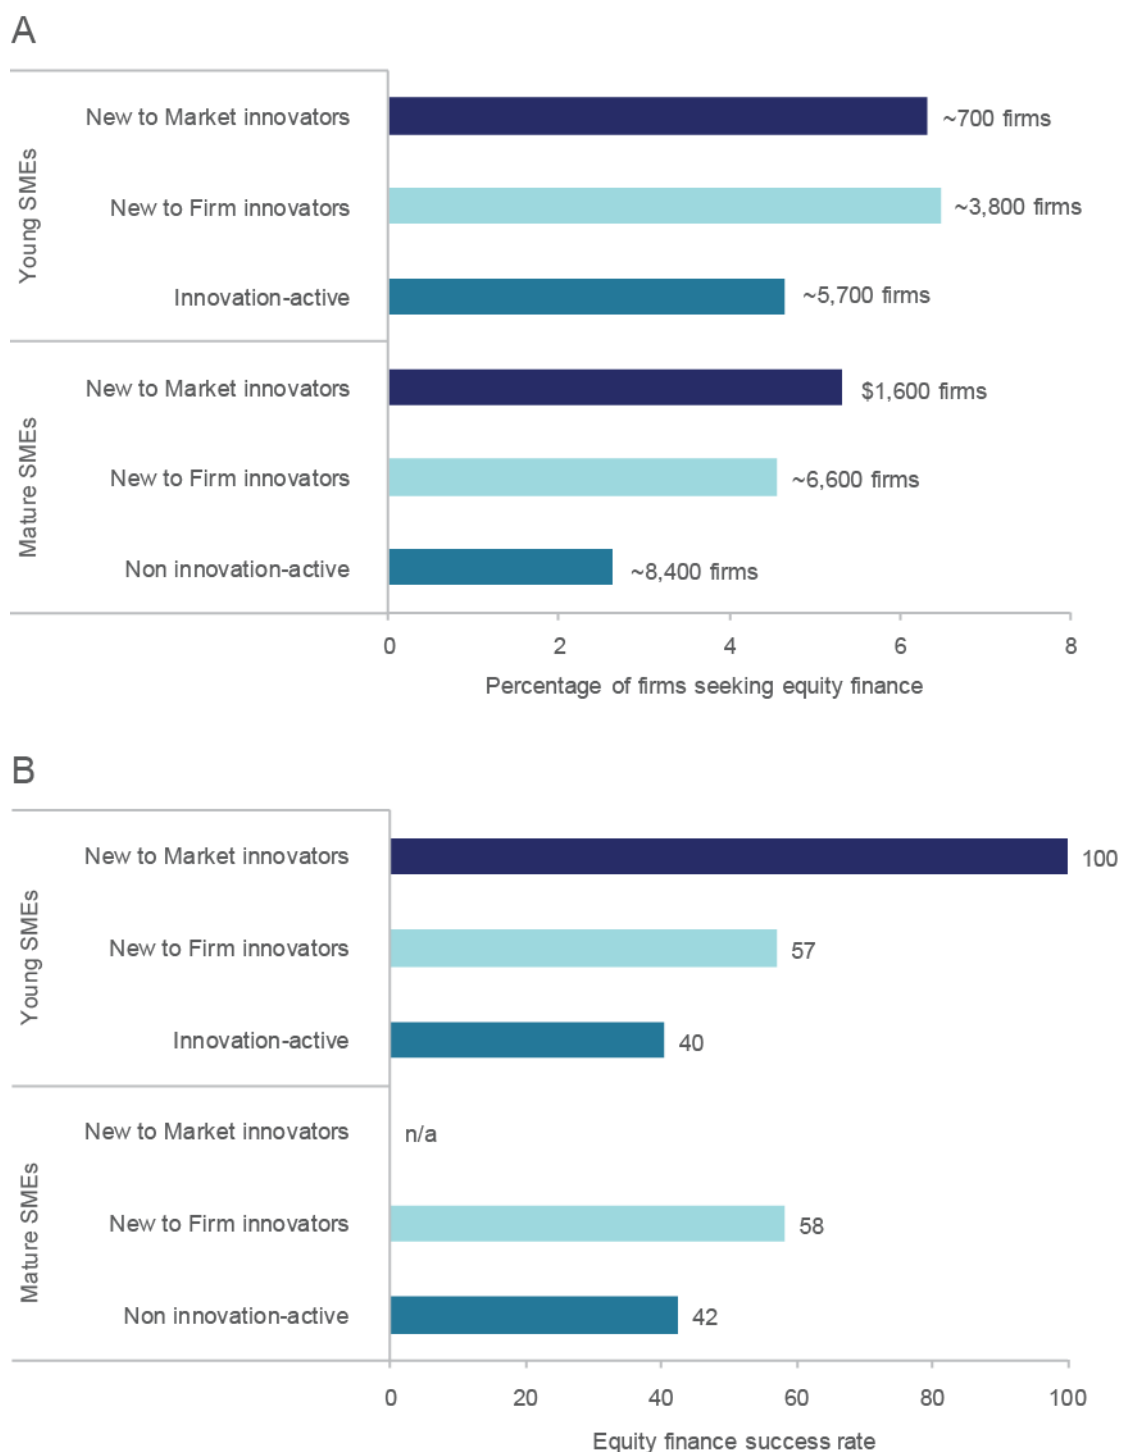 A
Young SMEs
New to Market innovators
~700 firms
New to Firm innovators
~3,800 firms
Innovation-active
~5,700 firms
Mature SMEs
New to Market innovators
$1,600 firms
New to Firm innovators
~6,600 firms
Non innovation-active
~8,400 firms
0 2 4 6 8
Percentage of firms seeking equity finance
B
Young SMEs
New to Market innovators
100
New to Firm innovators
57
Innovation-active
40
Mature SMEs
New to Market innovators
n/a
New to Firm innovators
58
Non innovation-active
42
0 20 40 60 80 100
Equity finance success rate